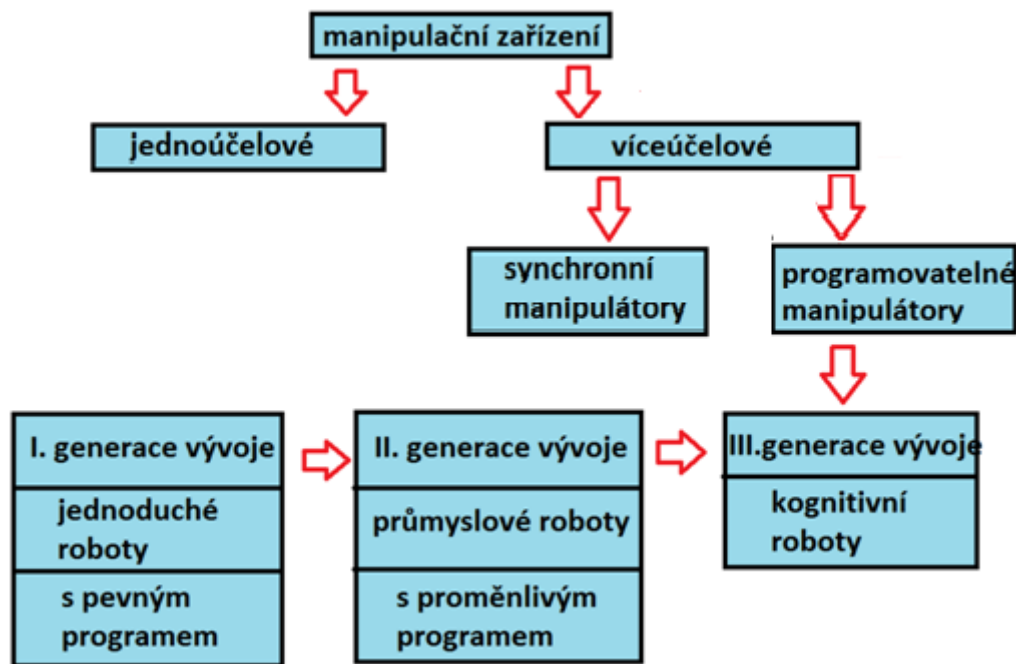 manipulační zařízení
jednoúčelové
víceúčelové
synchronní
manipulátory
programovatelné
manipulátory
I. generace vývoje
jednoduché
roboty
s pevným
programem
II. generace vývoje
průmyslové roboty
s proměnlivým
programem
III.generace vývoje
kognitivní
roboty